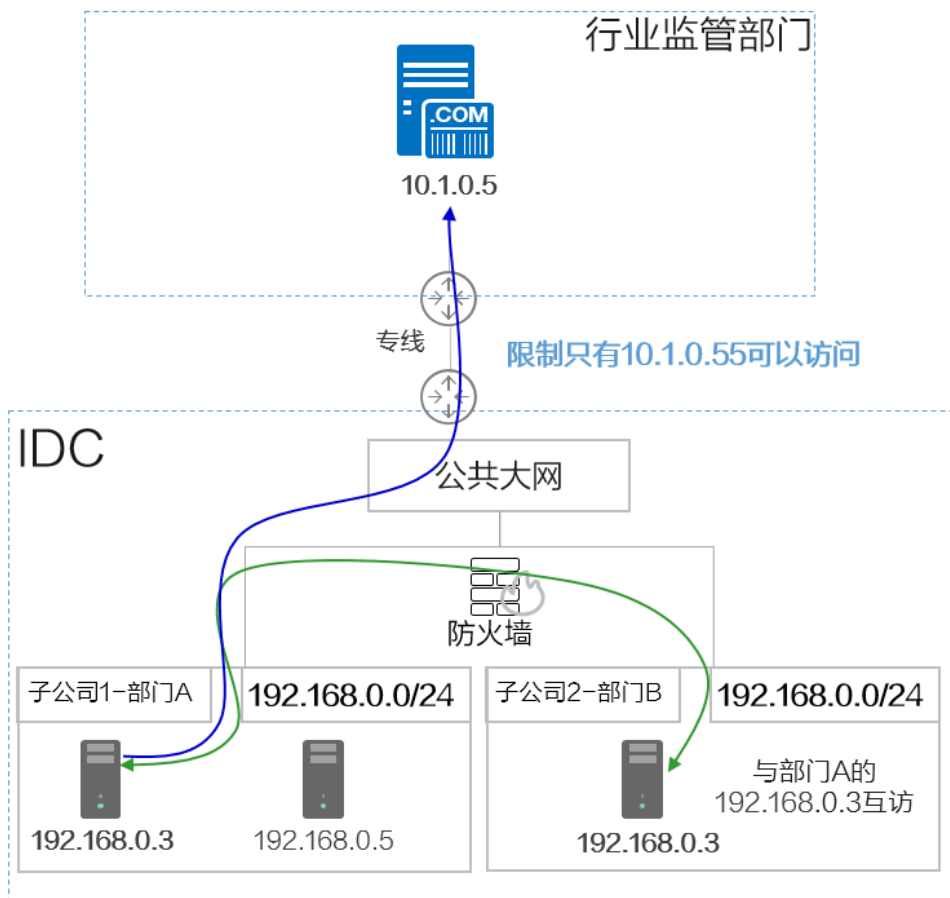 行业监管部门
.COM
10.1.0.5
专线
限制只有10.1.0.55可以访问
IDC
公共大网
防火墙
子公司1-部门A
192.168.0.0/24
子公司2-部门B
192.168.0.0/24
192.168.0.3
192.168.0.5
192.168.0.3
与部门A的
192.168.0.3互访